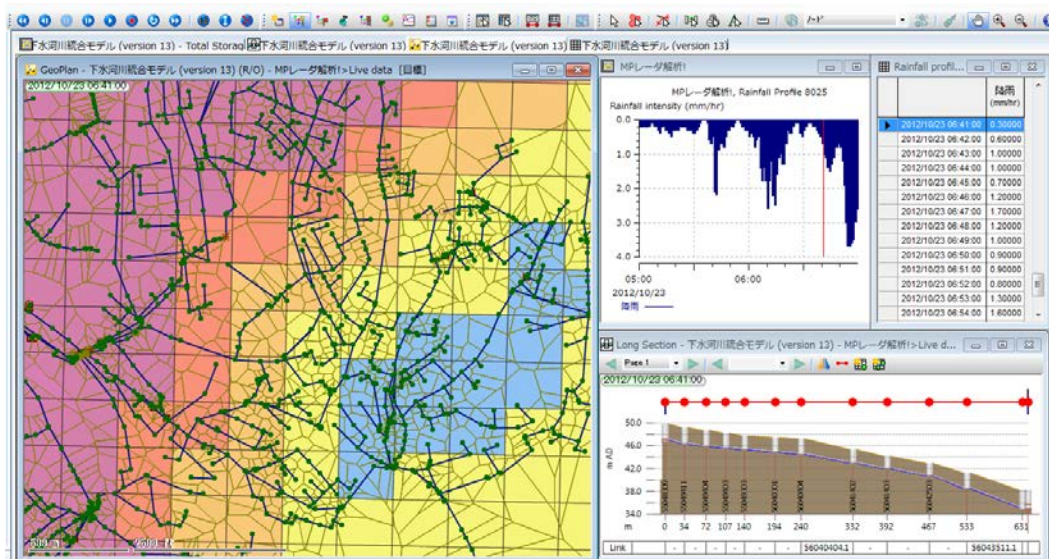 ﾉｰﾄﾞ
下水河川統合モデル (version 13) - Total Storag
下水河川統合モデル (version 13)
下水河川統合モデル (version 13)
下水河川統合モデル (version 13)
GeoPlan - 下水河川統合モデル (version 13) (R/O) - MPレーダ解析!>Live data [目標]
2012/10/23 06:41:00
500 m
MPレーダ解析!
MPレーダ解析!, Rainfall Profile 8025
Rainfall intensity (mm/hr)
0.0
1.0
2.0
3.0
4.0
05:00 06:00
2012/10/23
降雨
Rainfall profil...
降雨
(mm/hr)
2012/10/23 06:41:00 0.30000
2012/10/23 06:42:00 0.60000
2012/10/23 06:43:00 1.00000
2012/10/23 06:44:00 1.00000
2012/10/23 06:45:00 0.70000
2012/10/23 06:46:00 1.20000
2012/10/23 06:47:00 1.70000
2012/10/23 06:48:00 1.20000
2012/10/23 06:49:00 1.00000
2012/10/23 06:50:00 0.90000
2012/10/23 06:51:00 0.90000
2012/10/23 06:52:00 0.80000
2012/10/23 06:53:00 1.30000
2012/10/23 06:54:00 1.60000
Long Section - 下水河川統合モデル (version 13) - MPレーダ解析!>Live d...
Page 1
2012/10/23 06:41:00
m AD
50.0
46.0
42.0
38.0
34.0
m 0 34 72 107 140 194 240 332 392 467 533 631
Link - - - - - 56040404.1 - - - 56043511.1